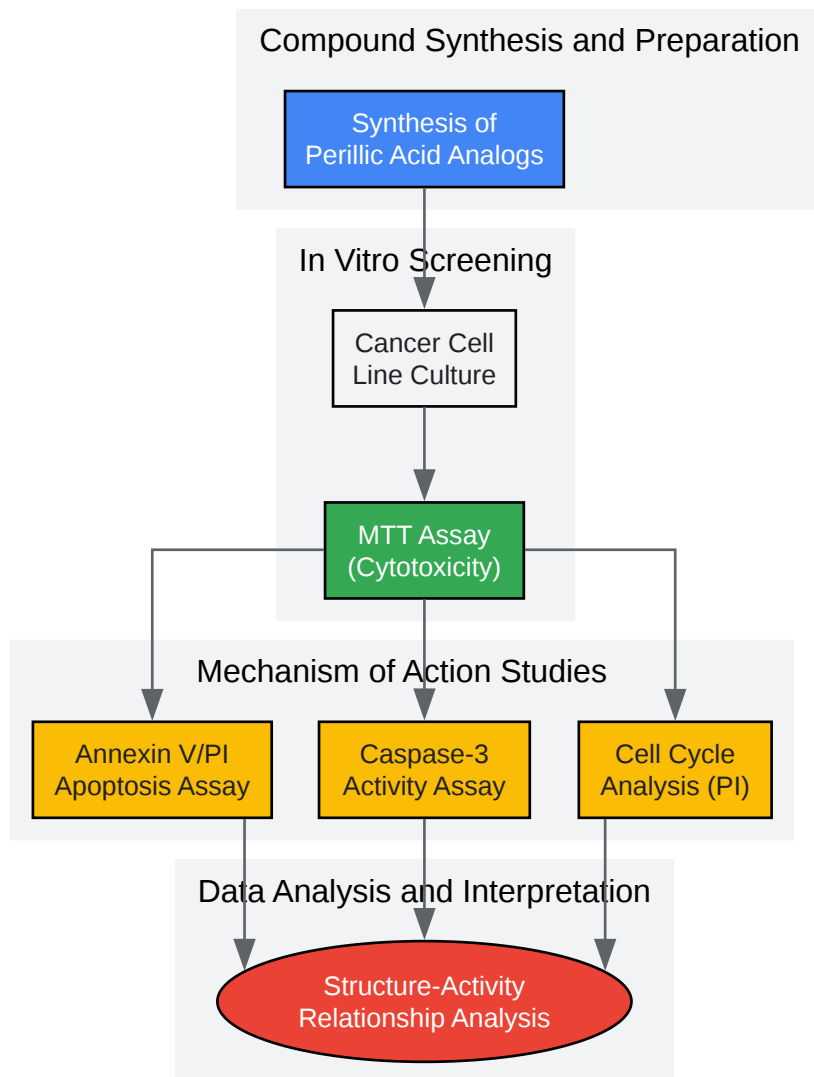 Compound Synthesis and Preparation
Synthesis of
Perillic Acid Analogs
In Vitro Screening
Cancer Cell
Line Culture
MTT Assay
(Cytotoxicity)
Mechanism of Action Studies
Annexin V/PI
Apoptosis Assay
Caspase-3
Activity Assay
Cell Cycle
Analysis (PI)
Data Analysis and Interpretation
Structure-Activity
Relationship Analysis